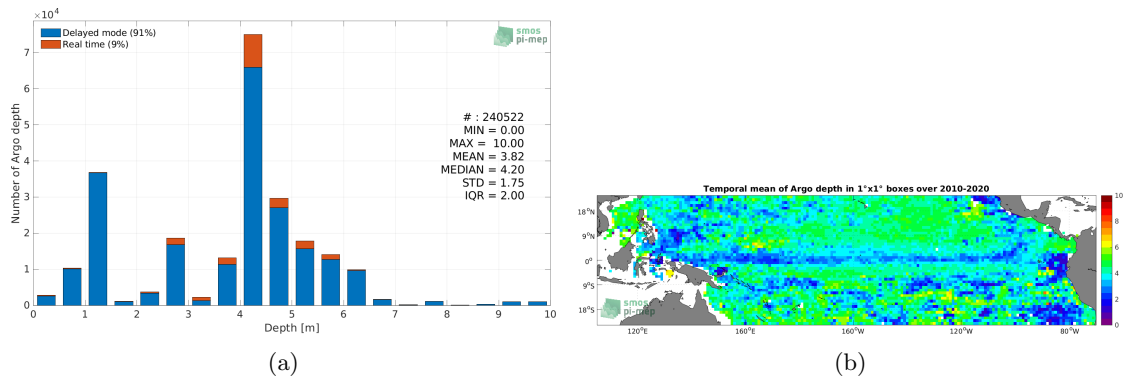 ×10⁴
Delayed mode (91%)
Real time (9%)
smos
pi-mep
7
6
5
4
3
2
1
0
Number of Argo depth
# : 240522
MIN = 0.00
MAX = 10.00
MEAN = 3.82
MEDIAN = 4.20
STD = 1.75
IQR = 2.00
0 1 2 3 4 5 6 7 8 9 10
Depth [m]
(a)
Temporal mean of Argo depth in 1°x1° boxes over 2010-2020
18°N
9°N
0°
9°S
18°S
smos
pi-mep
120°E 160°E 160°W 120°W 80°W
10
8
6
4
2
0
(b)